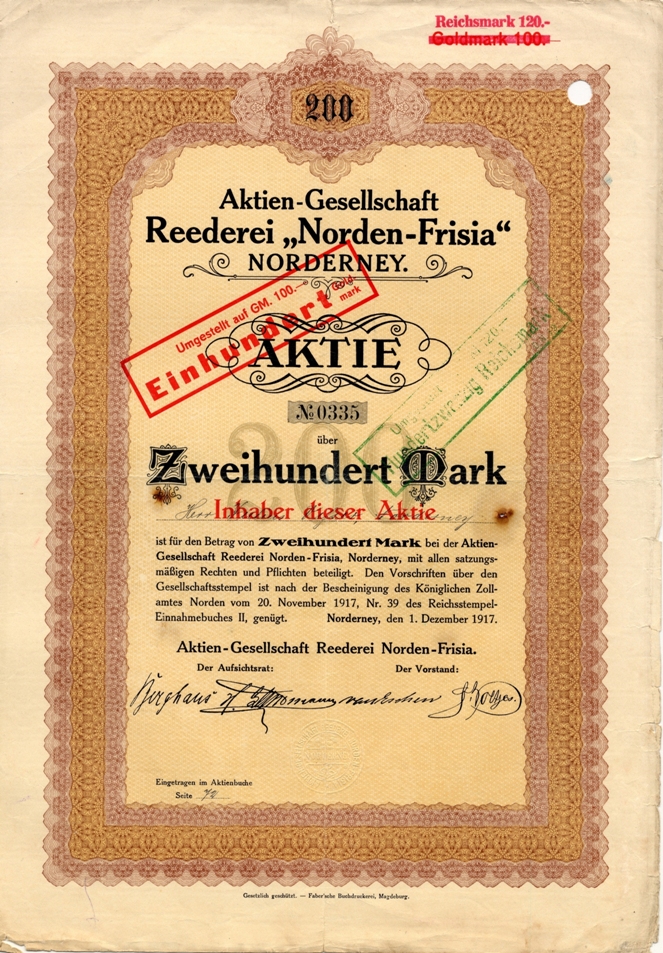 Reichsmark 120.-
Goldmark 100.-
200
Aktien-Gesellschaft
Reederei „Norden-Frisia“
NORDERNEY.
Umgestellt auf GM. 100.— Gold-
mark
Einhundert
AKTIE
№ 0335
über
200
Zweihundert Mark
Herr
Inhaber dieser Aktie
ist für den Betrag von Zweihundert Mark bei der Aktien-
Gesellschaft Reederei Norden-Frisia, Norderney, mit allen satzungs-
mäßigen Rechten und Pflichten beteiligt. Den Vorschriften über den
Gesellschaftsstempel ist nach der Bescheinigung des Königlichen Zoll-
amtes Norden vom 20. November 1917, Nr. 39 des Reichsstempel-
Einnahmebuches II, genügt. Norderney, den 1. Dezember 1917.
Aktien-Gesellschaft Reederei Norden-Frisia.
Der Aufsichtsrat: Der Vorstand:
Berghaus
Eingetragen im Aktienbuche
Seite 72
Gesetzlich geschützt. — Faber'sche Buchdruckerei, Magdeburg.